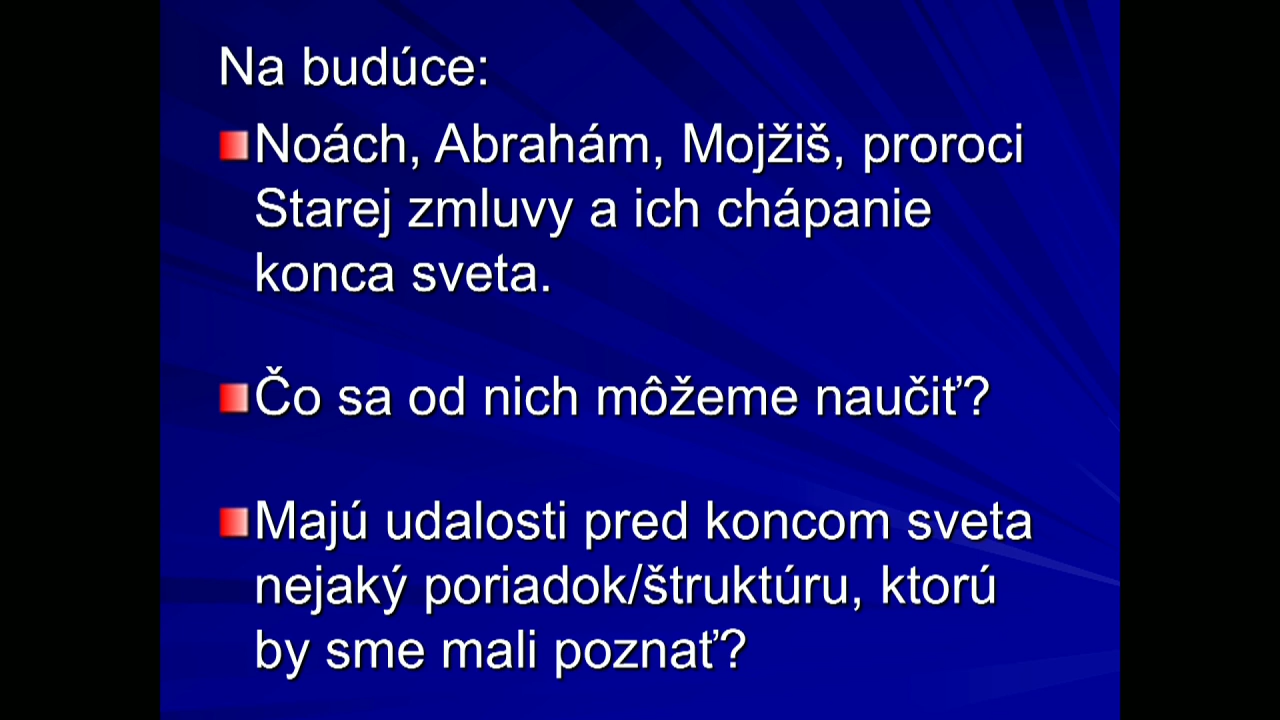 Na budúce:
Noách, Abrahám, Mojžiš, proroci
Starej zmluvy a ich chápanie
konca sveta.
Čo sa od nich môžeme naučiť?
Majú udalosti pred koncom sveta
nejaký poriadok/štruktúru, ktorú
by sme mali poznať?